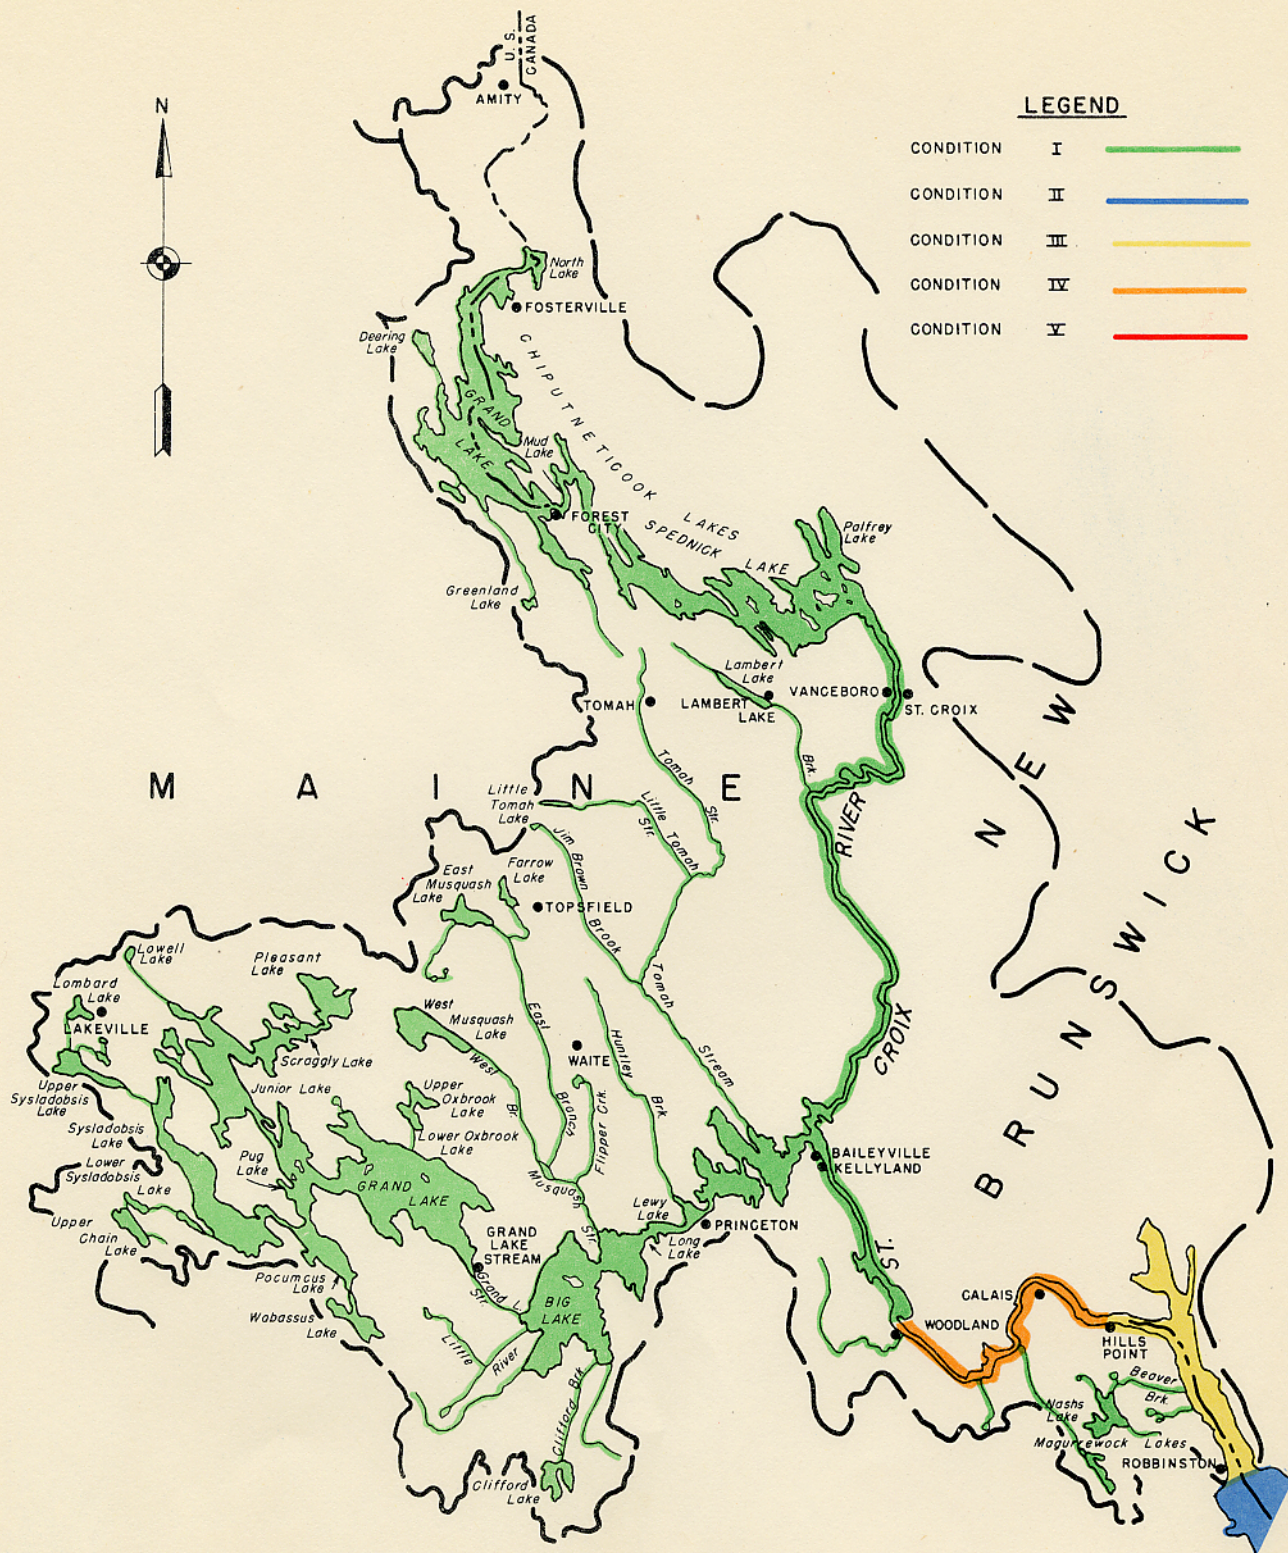 U. S.
CANADA
AMITY
N
LEGEND
CONDITION I
CONDITION II
CONDITION III
CONDITION IV
CONDITION V
North
Lake
FOSTERVILLE
Deering
Lake
CHIPUTNETICOOK LAKES
GRAND
LAKE
Mud
Lake
FOREST
CITY
SPEDNICK LAKE
Palfrey
Lake
Greenland
Lake
Lambert
Lake
VANCEBORO
ST. CROIX
TOMAH
LAMBERT
LAKE
Brk.
MAINE
NEW
BRUNSWICK
Tomah
Str.
Little
Tomah
Lake
Little Tomah
Str.
RIVER
Jim Brown Brook
East
Musquash
Lake
Farrow
Lake
TOPSFIELD
Lowell
Lake
Pleasant
Lake
Lombard
Lake
LAKEVILLE
Tomah Stream
CROIX
West
Musquash
Lake
East Branch
Huntley Brk.
WAITE
Scraggly Lake
West Br.
Flipper Crk.
Upper
Sysladobsis
Lake
Junior Lake
Upper
Oxbrook
Lake
Sysladobsis
Lake
Lower Oxbrook
Lake
Pug
Lake
BAILEYVILLE
KELLYLAND
Lower
Sysladobsis
Lake
GRAND
LAKE
Musquash Str.
Lewy
Lake
PRINCETON
Upper
Chain
Lake
GRAND
LAKE
STREAM
Long
Lake
ST.
Pocumcus
Lake
Grand L.
Str.
BIG
LAKE
CALAIS
Wabassus
Lake
WOODLAND
HILLS
POINT
Little River
Clifford Brk.
Beaver
Brk.
Nashs
Lake
Magurrewock Lakes
ROBBINSTON
Clifford
Lake